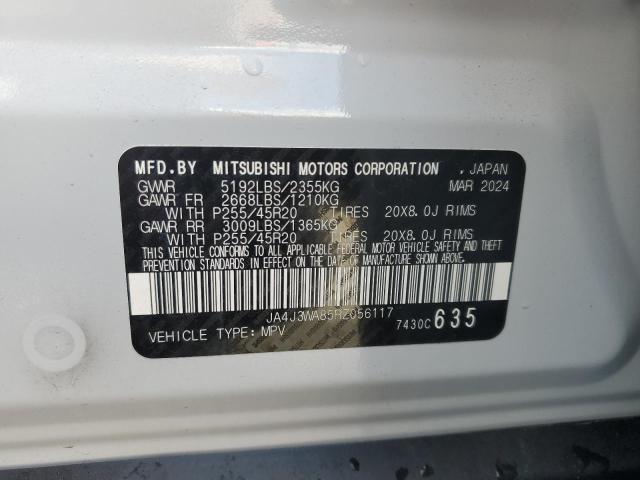 MFD.BY MITSUBISHI MOTORS CORPORATION , JAPAN
GVWR 5192LBS/2355KG MAR 2024
GAWR FR 2668LBS/1210KG
WITH P255/45R20 TIRES 20X8.0J RIMS
GAWR RR 3009LBS/1365KG
WITH P255/45R20 TIRES 20X8.0J RIMS
THIS VEHICLE CONFORMS TO ALL APPLICABLE FEDERAL MOTOR VEHICLE SAFETY AND THEFT
PREVENTION STANDARDS IN EFFECT ON THE DATE OF MANUFACTURE SHOWN ABOVE.
JA4J3WA85RZ056117
VEHICLE TYPE: MPV 7430C 635